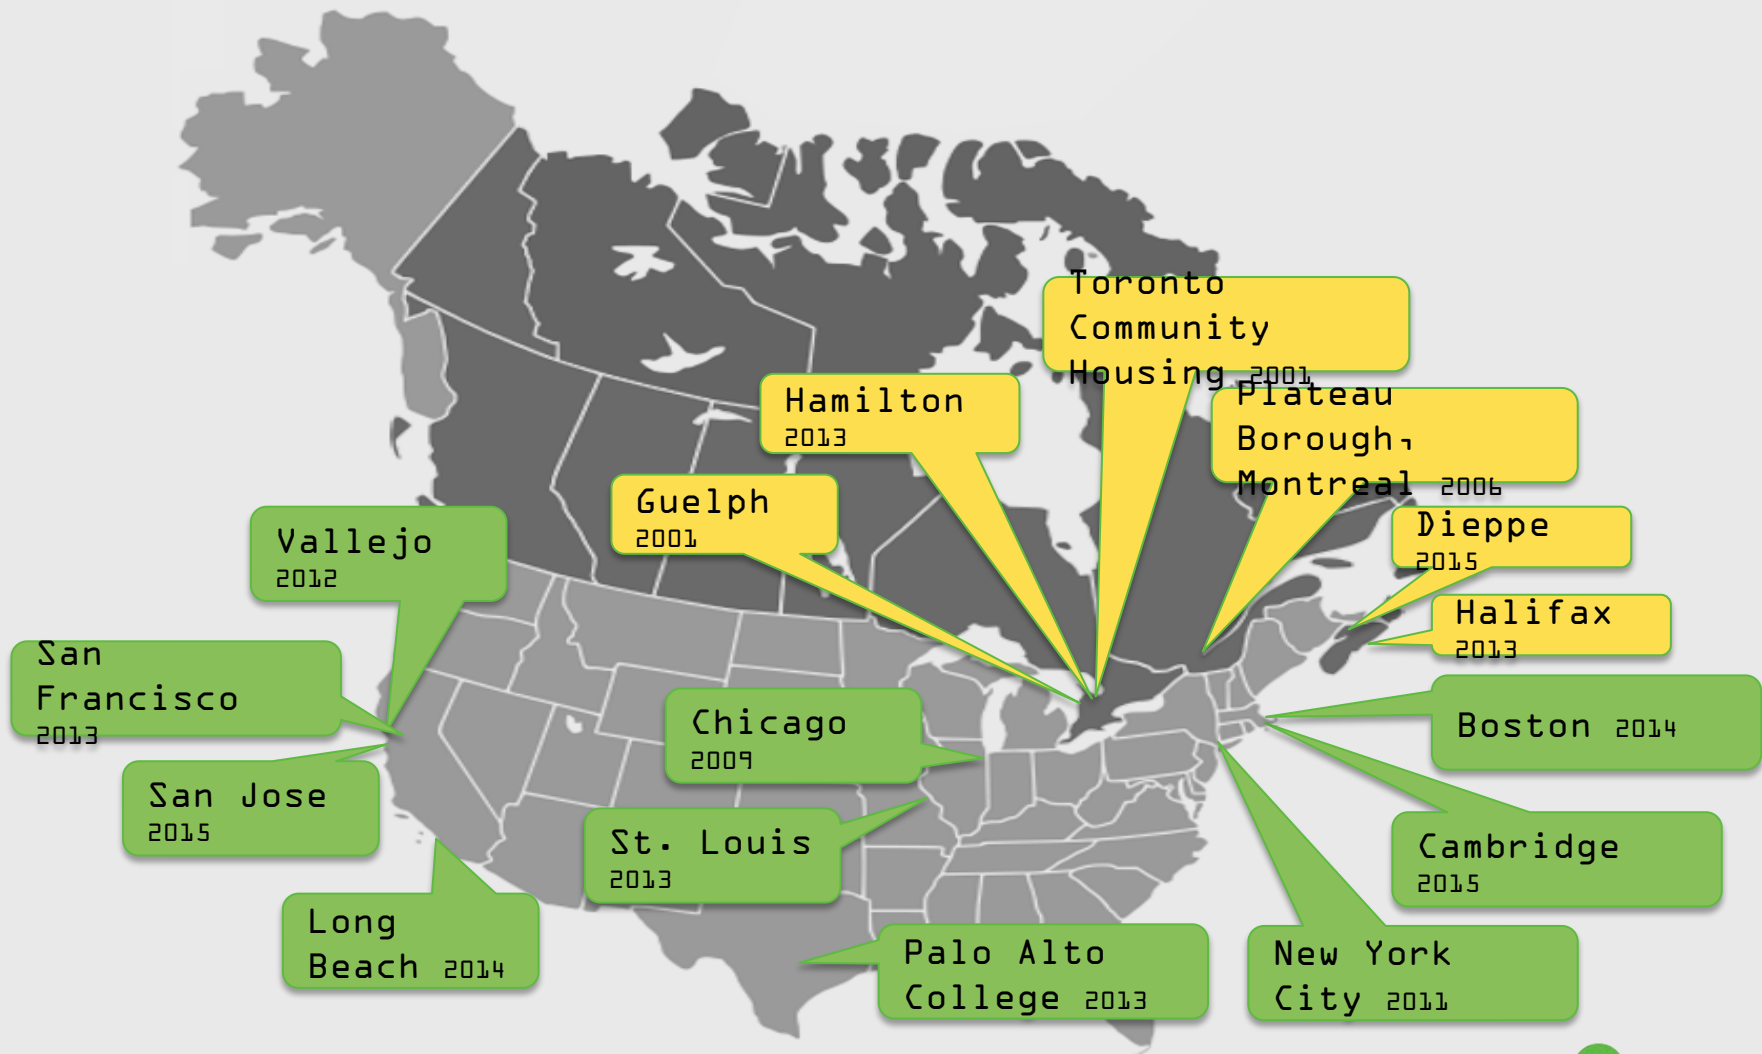 Toronto
Community
Housing 2001
Hamilton
2013
Plateau
Borough,
Montreal 2006
Guelph
2001
Dieppe
2015
Vallejo
2012
Halifax
2013
San
Francisco
2013
Chicago
2009
Boston 2014
San Jose
2015
St. Louis
2013
Cambridge
2015
Long
Beach 2014
Palo Alto
College 2013
New York
City 2011